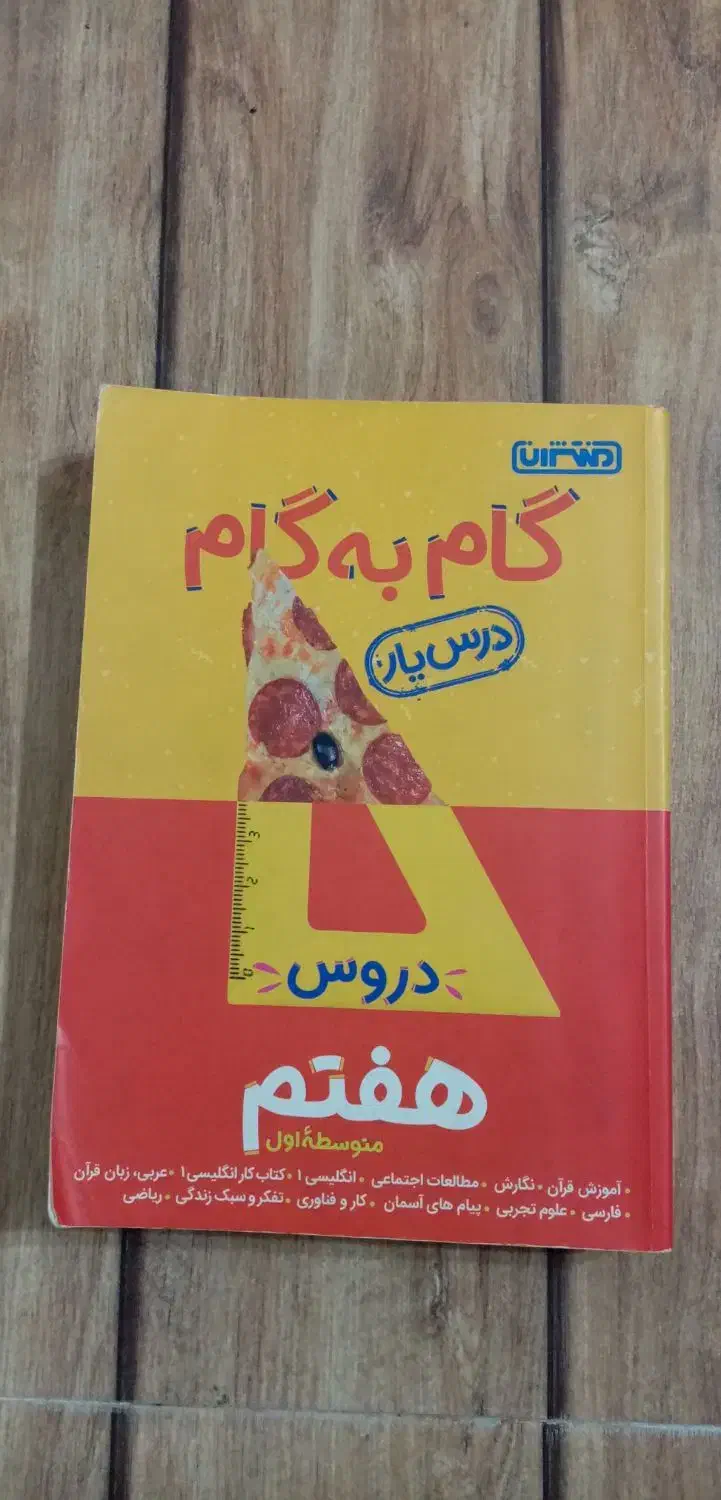 منتشران
گام به گام
درس یار
دروس
هفتم
متوسطهٔ اول
• آموزش قرآن • نگارش • مطالعات اجتماعی • انگلیسی ۱ • کتاب کار انگلیسی ۱ • عربی، زبان قرآن
• فارسی • علوم تجربی • پیام های آسمان • کار و فناوری • تفکر و سبک زندگی • ریاضی